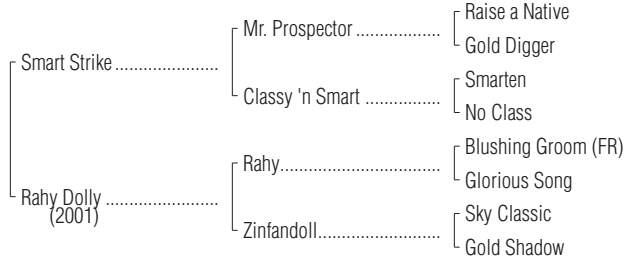 Raise a Native
Mr. Prospector .................
Gold Digger
Smart Strike .....................
Smarten
Classy 'n Smart ...............
No Class
Blushing Groom (FR)
Rahy.................................
Glorious Song
Rahy Dolly .......................
(2001)
Sky Classic
Zinfandoll.........................
Gold Shadow